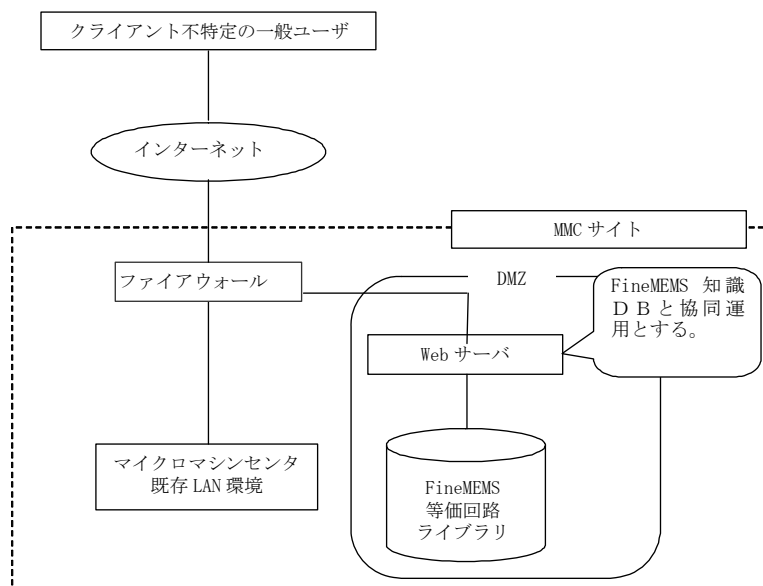 クライアント不特定の一般ユーザ
インターネット
MMC サイト
ファイアウォール
DMZ
FineMEMS 知識
ＤＢと協同運
用とする。
Web サーバ
マイクロマシンセンタ
既存 LAN 環境
FineMEMS
等価回路
ライブラリ